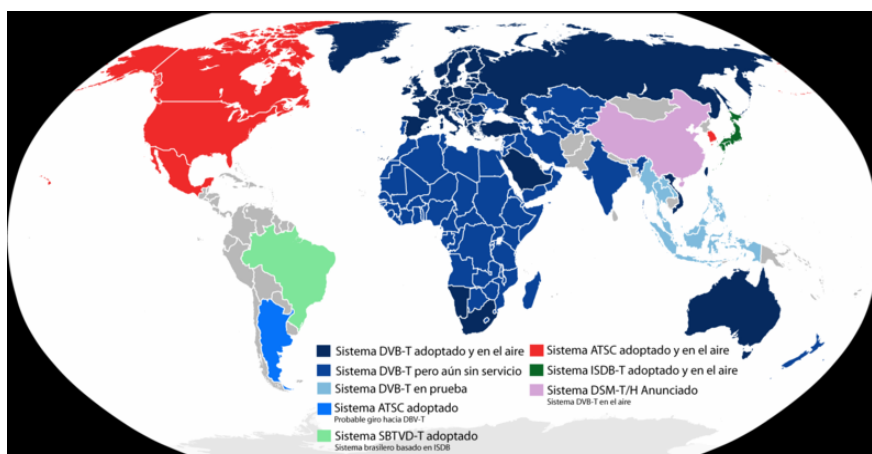 Sistema DVB-T adoptado y en el aire
Sistema DVB-T pero aún sin servicio
Sistema DVB-T en prueba
Sistema ATSC adoptado
Probable giro hacia DBV-T
Sistema SBTVD-T adoptado
Sistema brasilero basado en ISDB
Sistema ATSC adoptado y en el aire
Sistema ISDB-T adoptado y en el aire
Sistema DSM-T/H Anunciado
Sistema DVB-T en el aire